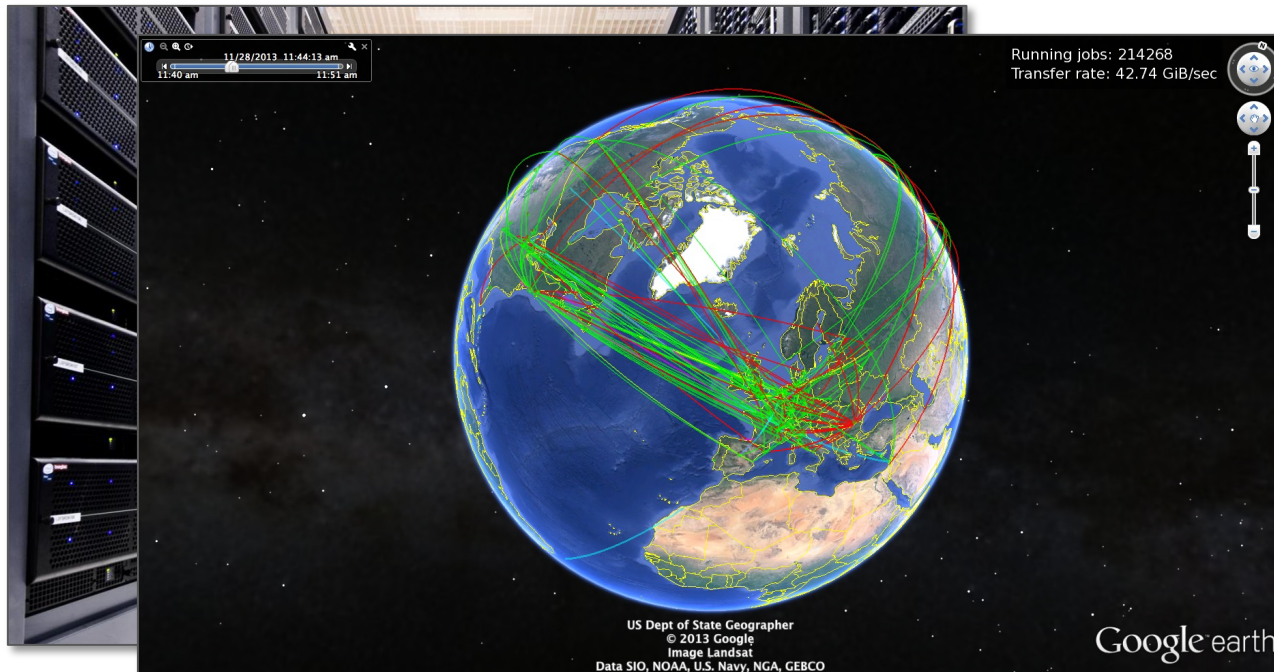 11/28/2013 11:44:13 am
11:40 am
11:51 am
Running jobs: 214268
Transfer rate: 42.74 GiB/sec
N
US Dept of State Geographer
© 2013 Google
Image Landsat
Data SIO, NOAA, U.S. Navy, NGA, GEBCO
Google earth